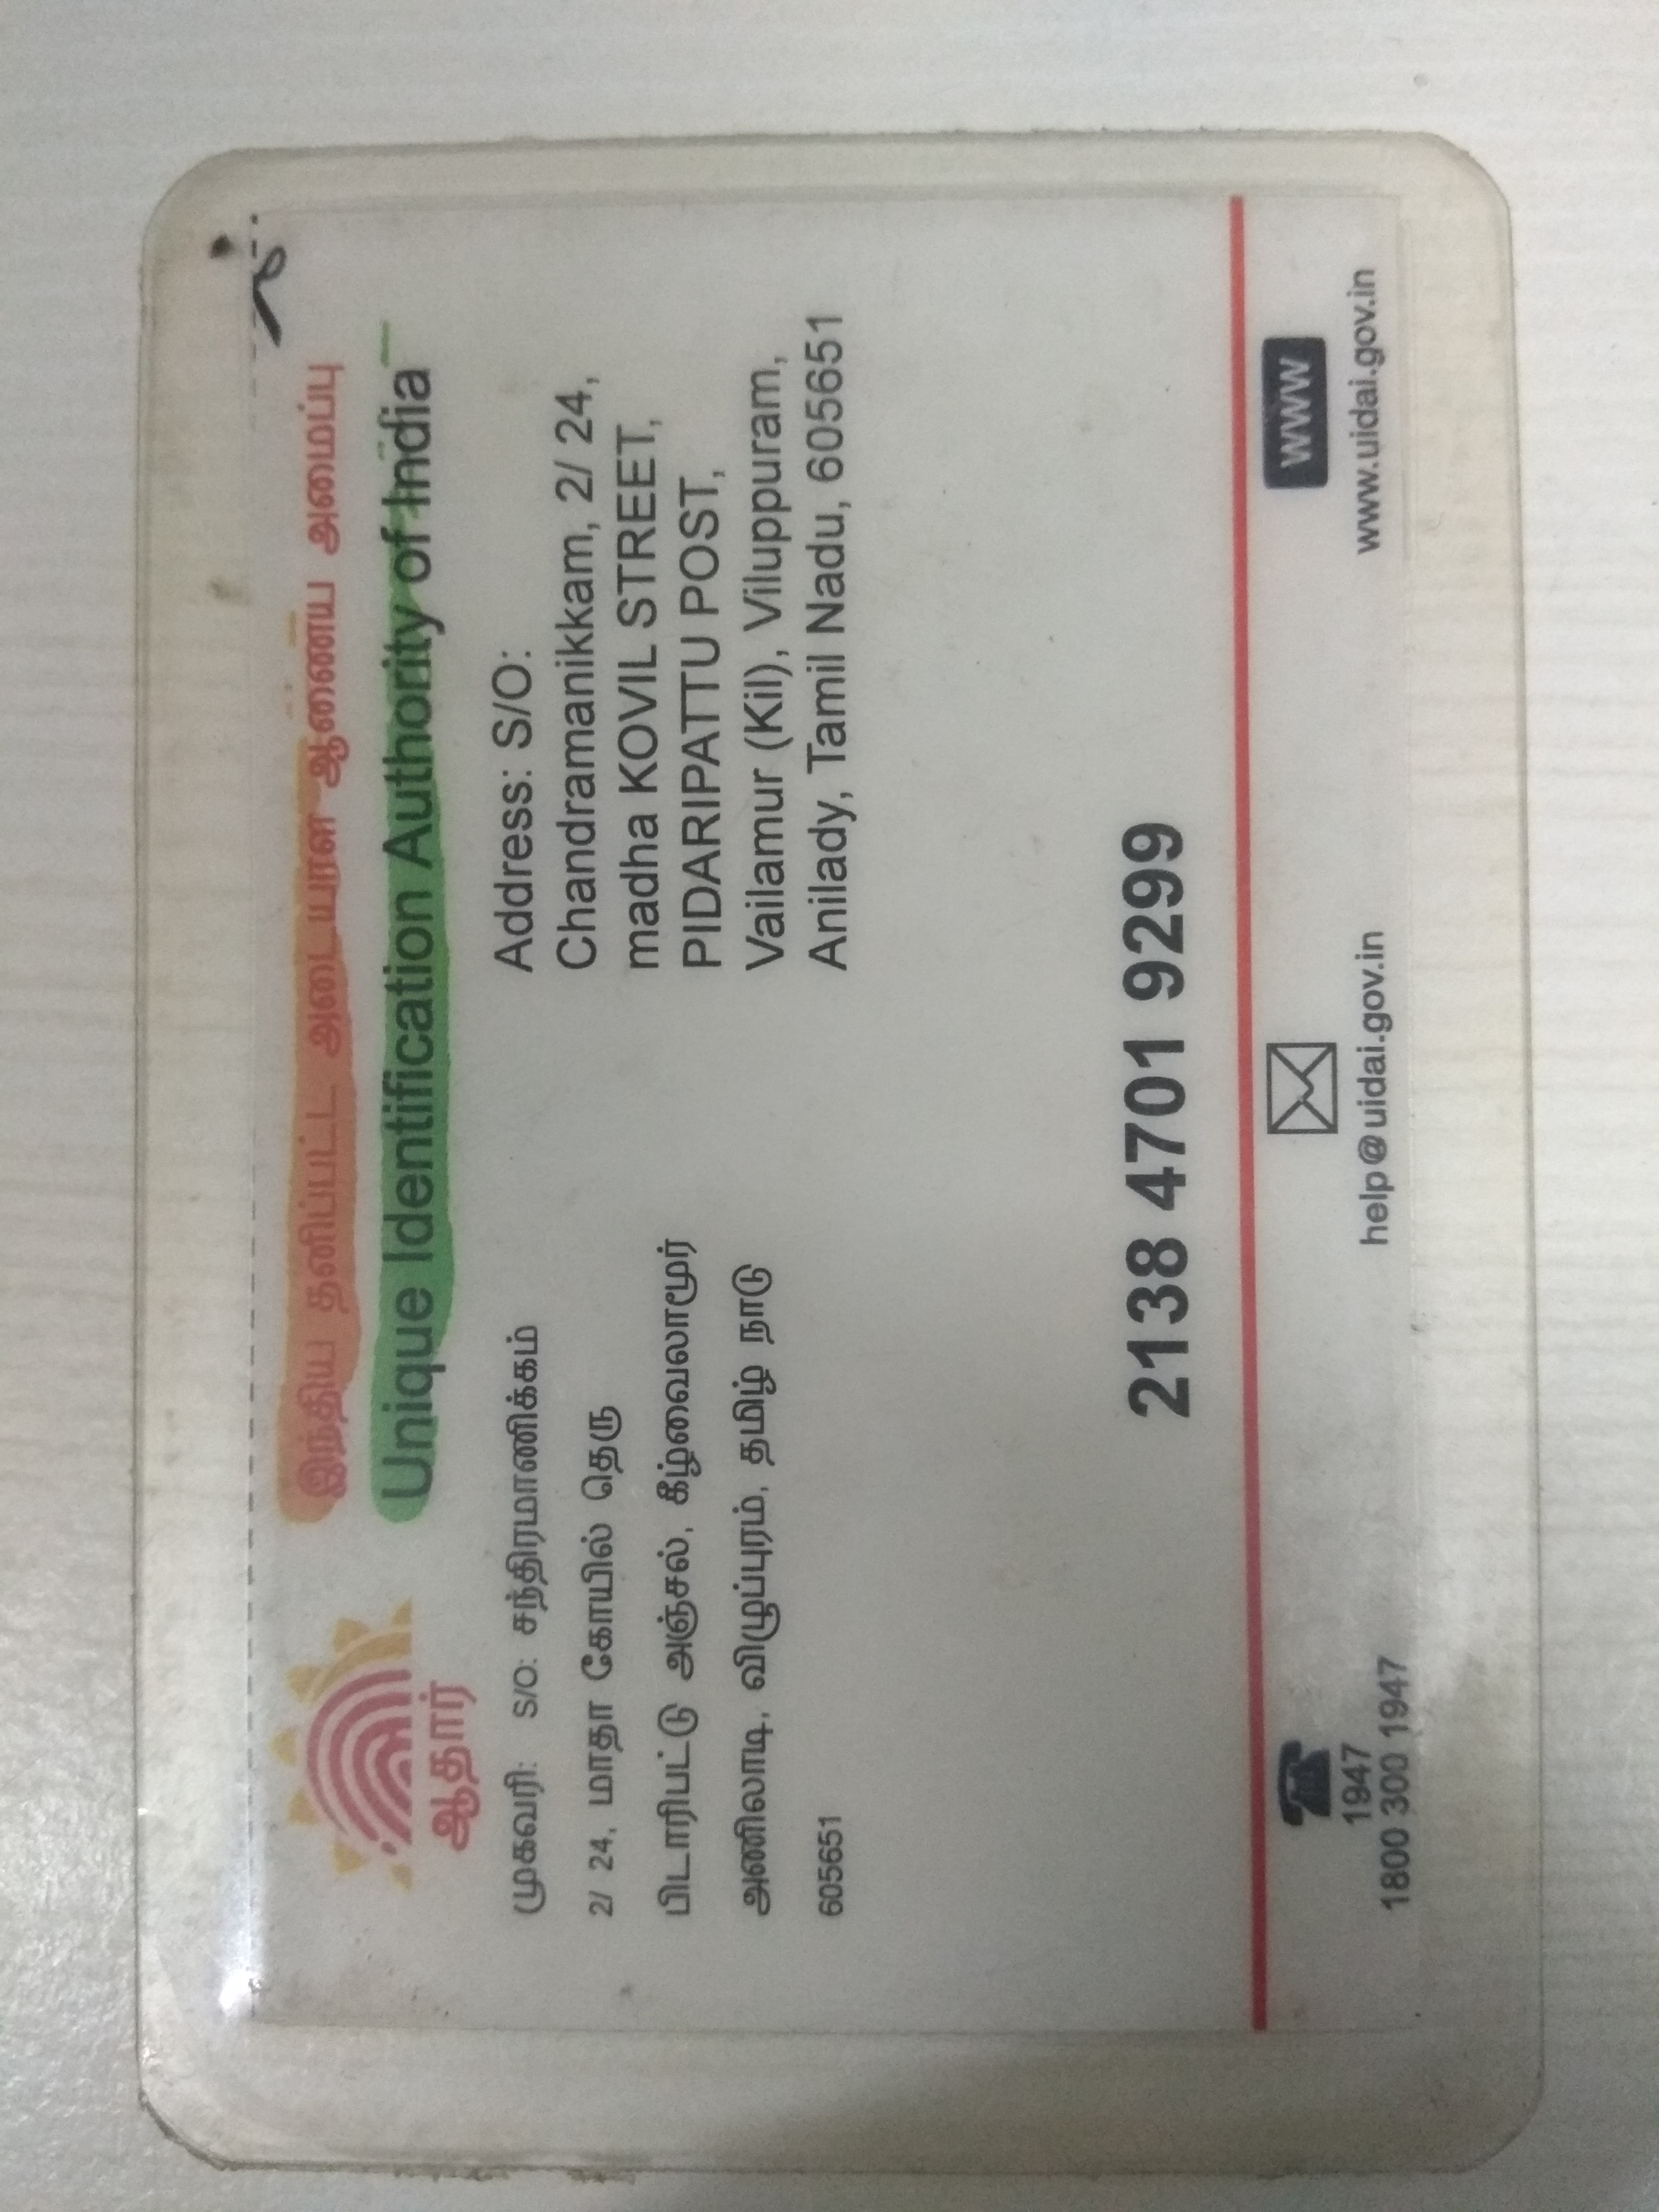 இந்திய தனிப்பட்ட அடையாள ஆணைய அமைப்பு
Unique Identification Authority of India
ஆதார்
முகவரி: S/O: சந்திரமாணிக்கம்
2/ 24, மாதா கோயில் தெரு
பிடாரிபட்டு அஞ்சல், கீழ்வைலாமூர்
அணிலாடி, விழுப்புரம், தமிழ் நாடு
605651
Address: S/O:
Chandramanikkam, 2/ 24,
madha KOVIL STREET,
PIDARIPATTU POST,
Vailamur (Kil), Viluppuram,
Anilady, Tamil Nadu, 605651
2138 4701 9299
1947
1800 300 1947
help@uidai.gov.in
WWW
www.uidai.gov.in